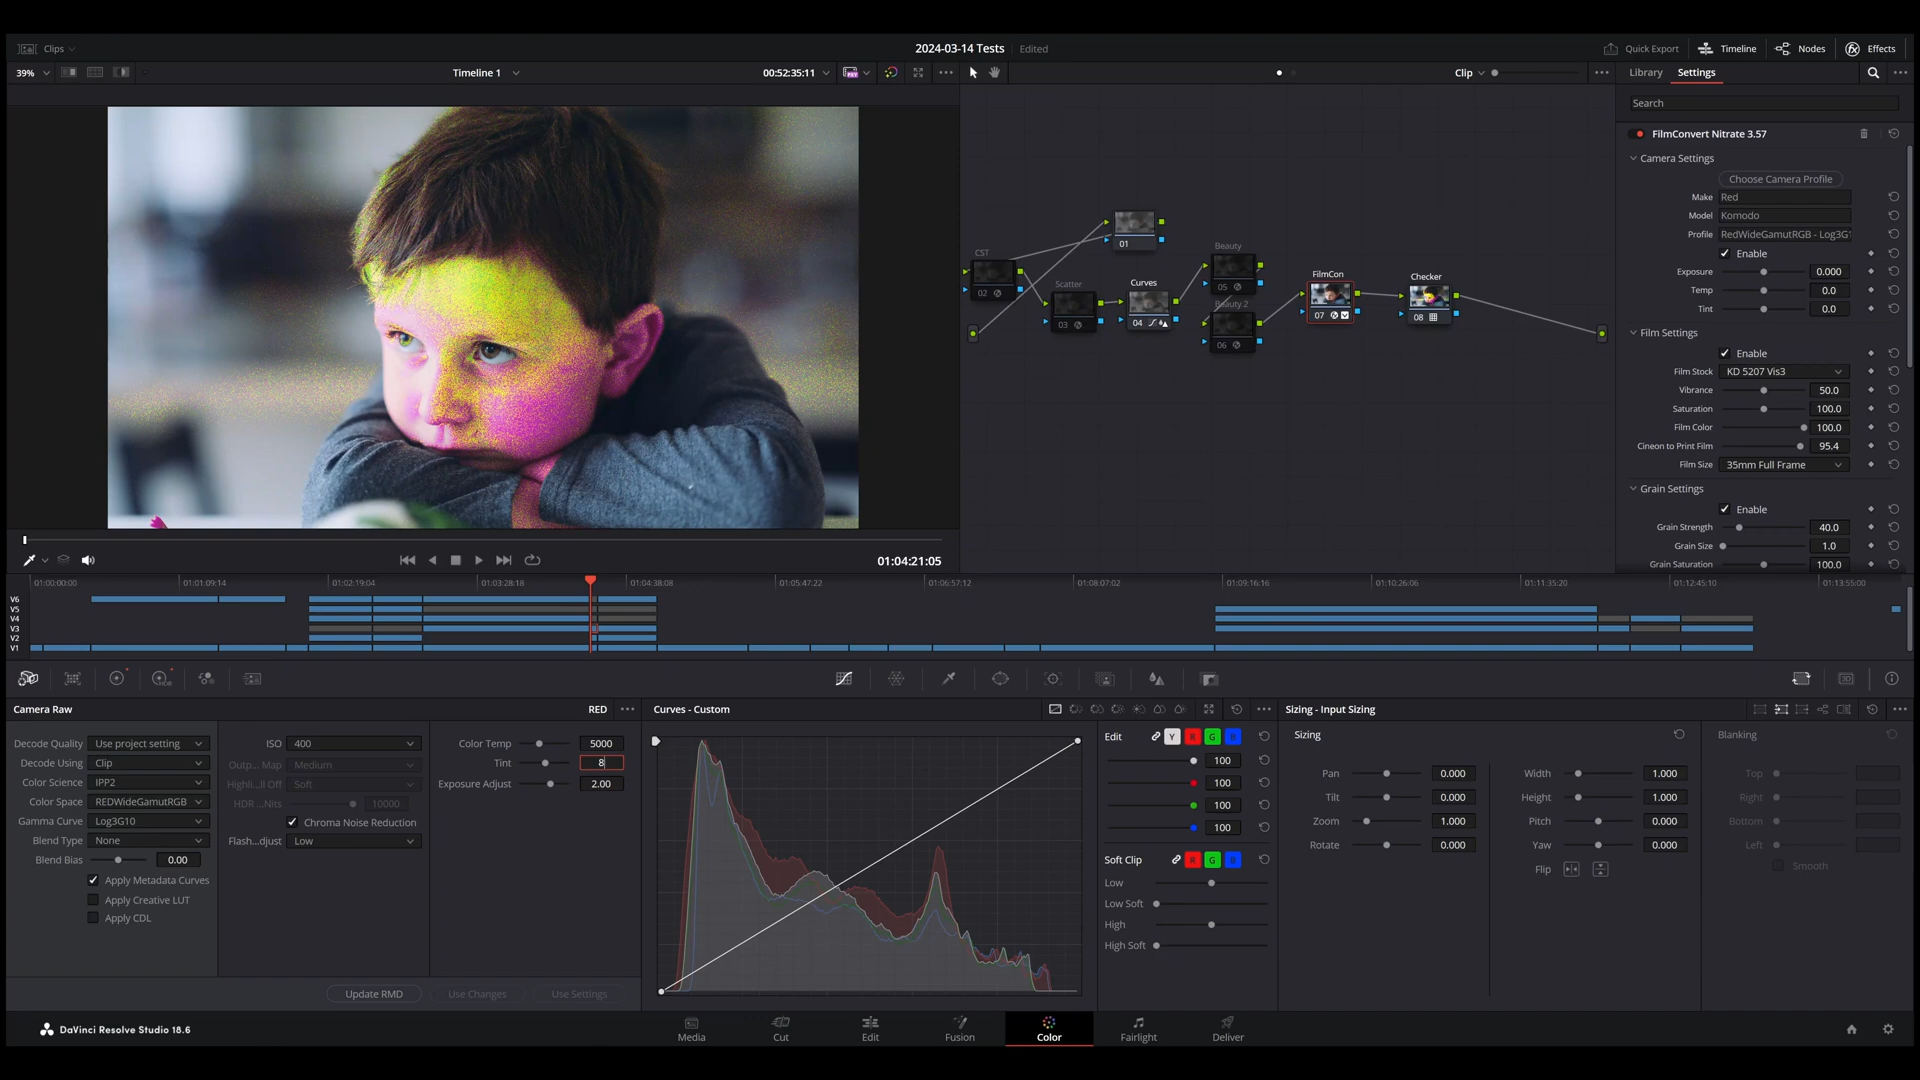 Clips
2024-03-14 Tests Edited
Quick Export Timeline Nodes Effects
39% Timeline 1 00:52:35:11 Clip
Library Settings
Search
FilmConvert Nitrate 3.57
Camera Settings
Choose Camera Profile
Make Red
Model Komodo
Profile RedWideGamutRGB - Log3G1
Enable
Exposure 0.000
Temp 0.0
Tint 0.0
Film Settings
Enable
Film Stock KD 5207 Vis3
Vibrance 50.0
Saturation 100.0
Film Color 100.0
Cineon to Print Film 95.4
Film Size 35mm Full Frame
Grain Settings
Enable
Grain Strength 40.0
Grain Size 1.0
Grain Saturation 100.0
01
CST
02
Scatter
03
Curves
04
Beauty
05
Beauty 2
06
FilmCon
07
Checker
08
01:04:21:05
01:00:00:00 01:01:09:14 01:02:19:04 01:03:28:18 01:04:38:08 01:05:47:22 01:06:57:12 01:08:07:02 01:09:16:16 01:10:26:06 01:11:35:20 01:12:45:10 01:13:55:00
V6
V5
V4
V3
V2
V1
HDR
3D
Camera Raw RED
Decode Quality Use project setting
Decode Using Clip
Color Science IPP2
Color Space REDWideGamutRGB
Gamma Curve Log3G10
Blend Type None
Blend Bias 0.00
Apply Metadata Curves
Apply Creative LUT
Apply CDL
ISO 400
Outp... Map Medium
Highli...ll Off Soft
HDR ...Nits 10000
Chroma Noise Reduction
Flash...djust Low
Color Temp 5000
Tint 8
Exposure Adjust 2.00
Update RMD Use Changes Use Settings
Curves - Custom
Edit Y R G B
100
100
100
100
Soft Clip R G B
Low
Low Soft
High
High Soft
Sizing - Input Sizing
Sizing
Pan 0.000 Width 1.000
Tilt 0.000 Height 1.000
Zoom 1.000 Pitch 0.000
Rotate 0.000 Yaw 0.000
Flip
Blanking
Top
Right
Bottom
Left
Smooth
DaVinci Resolve Studio 18.6
Media Cut Edit Fusion Color Fairlight Deliver